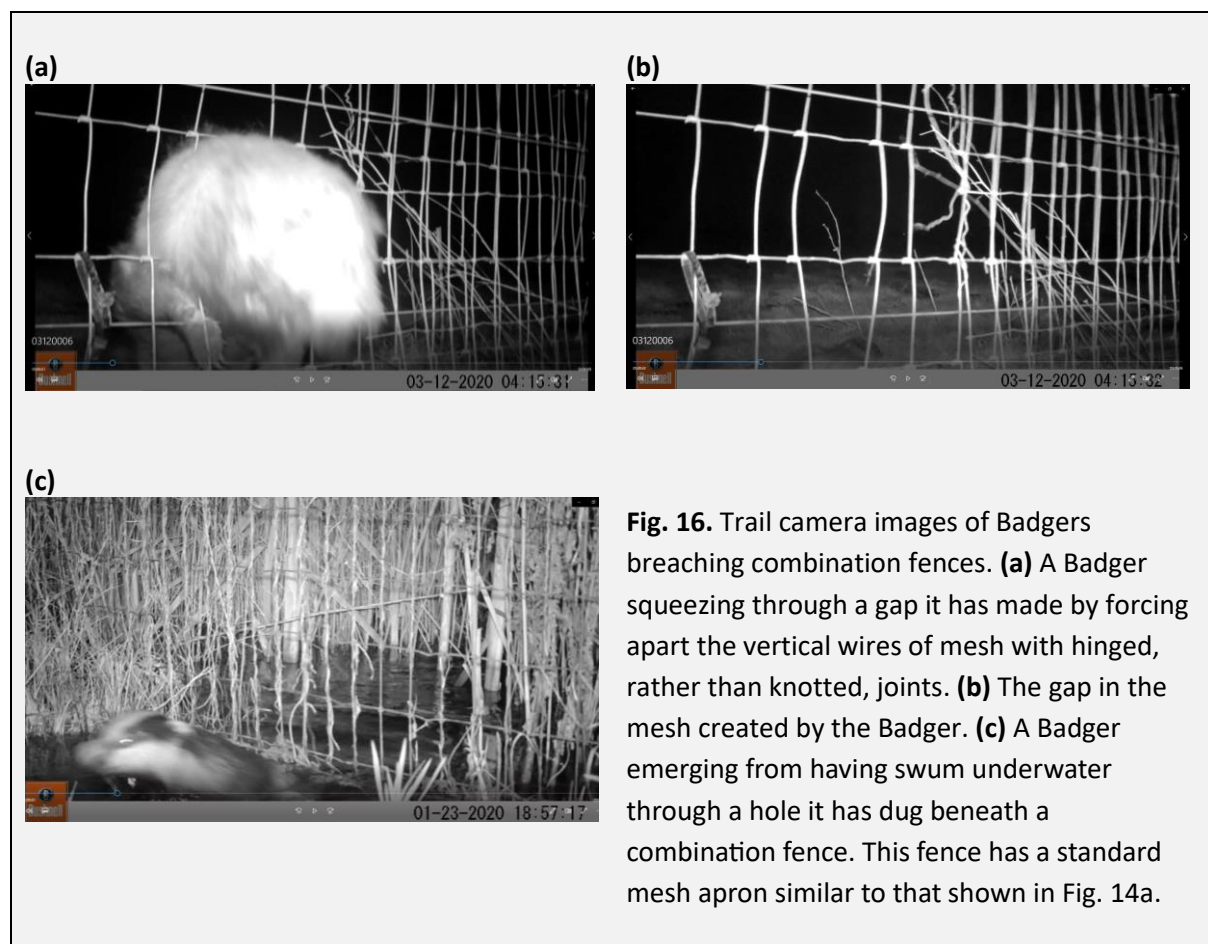 (a)
(b)
03120006
03-12-2020 04:15:31
03120006
03-12-2020 04:15:32
(c)
01-23-2020 18:57:17
Fig. 16. Trail camera images of Badgers
breaching combination fences. (a) A Badger
squeezing through a gap it has made by forcing
apart the vertical wires of mesh with hinged,
rather than knotted, joints. (b) The gap in the
mesh created by the Badger. (c) A Badger
emerging from having swum underwater
through a hole it has dug beneath a
combination fence. This fence has a standard
mesh apron similar to that shown in Fig. 14a.